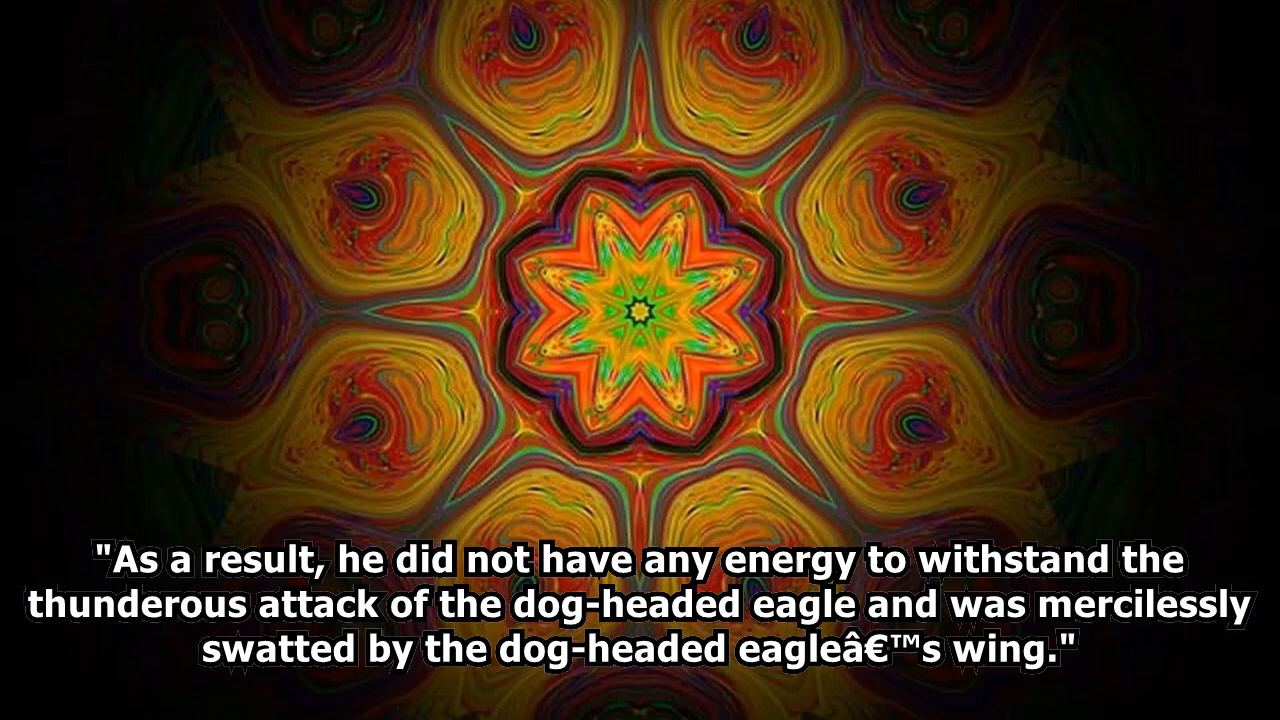 "As a result, he did not have any energy to withstand the
thunderous attack of the dog-headed eagle and was mercilessly
swatted by the dog-headed eagleâ€™s wing."